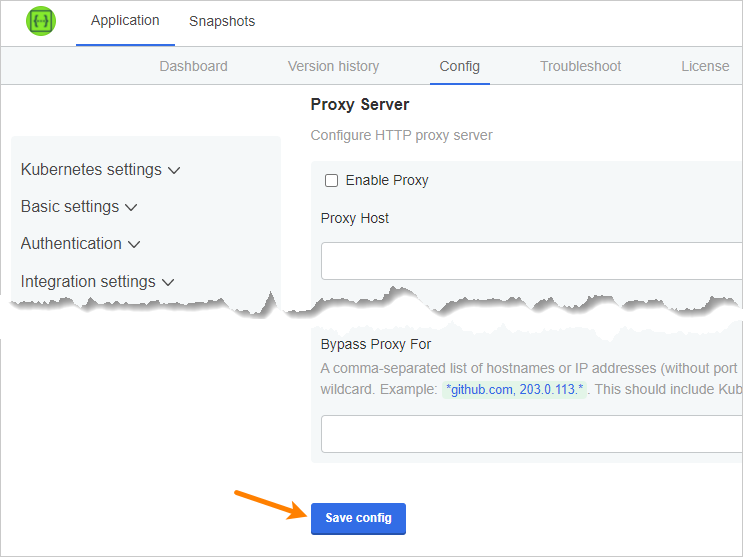 Application Snapshots
Dashboard Version history Config Troubleshoot License
Proxy Server
Configure HTTP proxy server
Kubernetes settings
Basic settings
Authentication
Integration settings
Enable Proxy
Proxy Host
Bypass Proxy For
A comma-separated list of hostnames or IP addresses (without port
wildcard. Example: *github.com, 203.0.113.* . This should include Kub
Save config